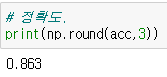 # 정확도.
print(np.round(acc,3))
0.863